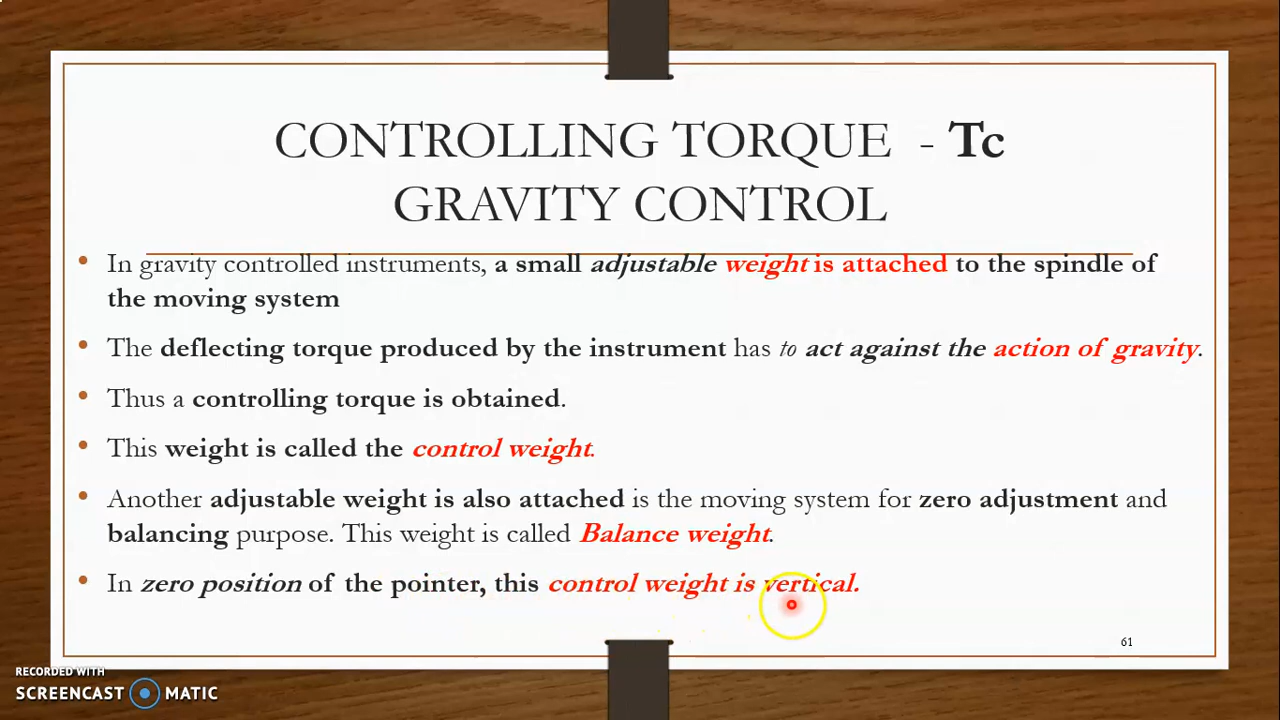 CONTROLLING TORQUE - Tc
GRAVITY CONTROL
• In gravity controlled instruments, a small adjustable weight is attached to the spindle of
the moving system
• The deflecting torque produced by the instrument has to act against the action of gravity.
• Thus a controlling torque is obtained.
• This weight is called the control weight.
• Another adjustable weight is also attached is the moving system for zero adjustment and
balancing purpose. This weight is called Balance weight.
• In zero position of the pointer, this control weight is vertical.
61
RECORDED WITH
SCREENCAST MATIC